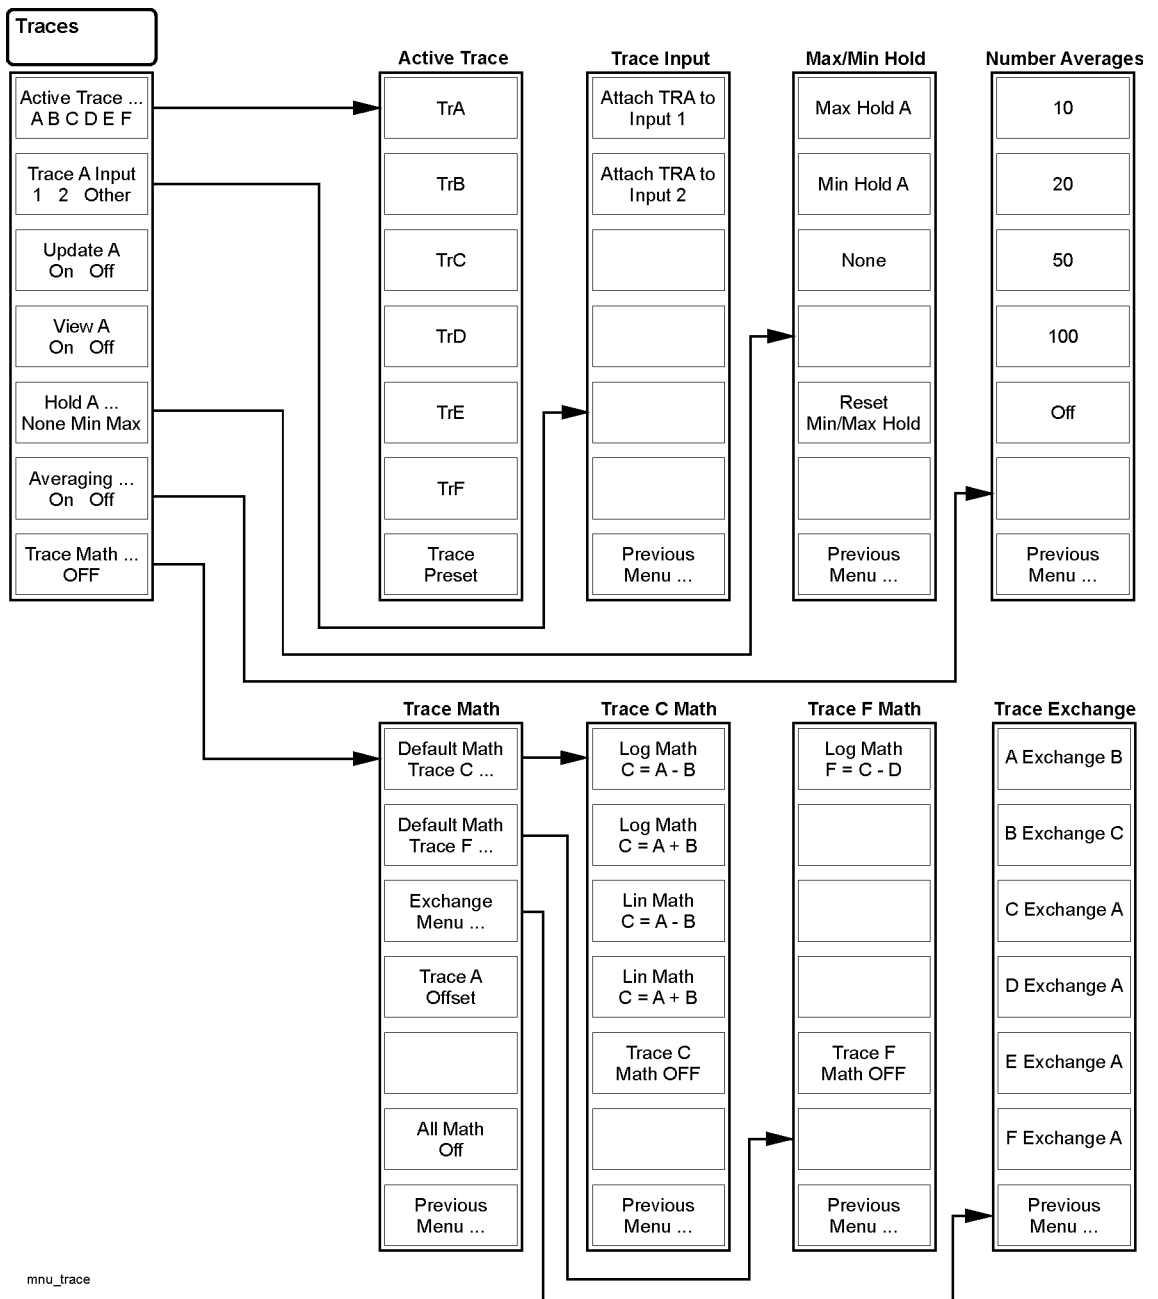 Traces
Active Trace ...
A B C D E F
Trace A Input
1 2 Other
Update A
On Off
View A
On Off
Hold A ...
None Min Max
Averaging ...
On Off
Trace Math ...
OFF
Active Trace
TrA
TrB
TrC
TrD
TrE
TrF
Trace
Preset
Trace Input
Attach TRA to
Input 1
Attach TRA to
Input 2
Previous
Menu ...
Max/Min Hold
Max Hold A
Min Hold A
None
Reset
Min/Max Hold
Previous
Menu ...
Number Averages
10
20
50
100
Off
Previous
Menu ...
Trace Math
Default Math
Trace C ...
Default Math
Trace F ...
Exchange
Menu ...
Trace A
Offset
All Math
Off
Previous
Menu ...
Trace C Math
Log Math
C = A - B
Log Math
C = A + B
Lin Math
C = A - B
Lin Math
C = A + B
Trace C
Math OFF
Previous
Menu ...
Trace F Math
Log Math
F = C - D
Trace F
Math OFF
Previous
Menu ...
Trace Exchange
A Exchange B
B Exchange C
C Exchange A
D Exchange A
E Exchange A
F Exchange A
Previous
Menu ...
mnu_trace